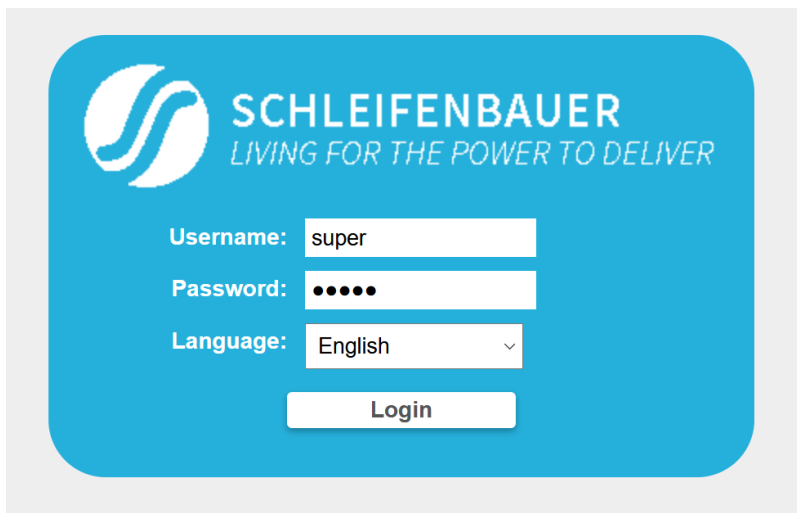 SCHLEIFENBAUER
LIVING FOR THE POWER TO DELIVER
Username: super
Password: ●●●●●
Language: English
Login